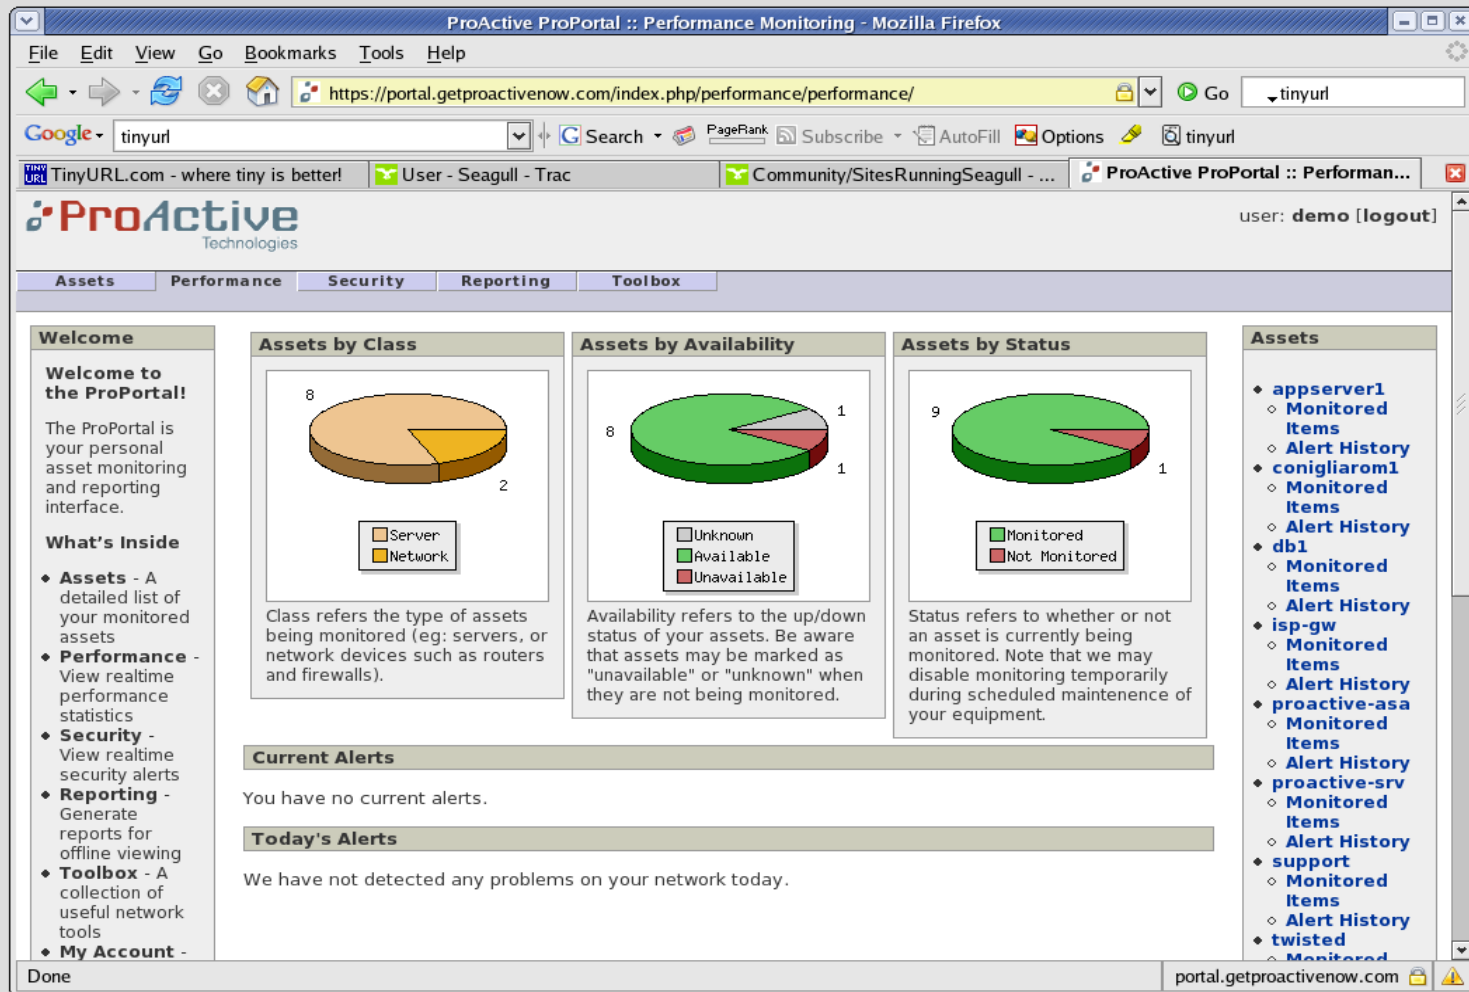 ProActive ProPortal :: Performance Monitoring - Mozilla Firefox
File Edit View Go Bookmarks Tools Help
https://portal.getproactivenow.com/index.php/performance/performance/ Go tinyurl
Google tinyurl Search PageRank Subscribe AutoFill Options tinyurl
TINY URL TinyURL.com - where tiny is better! User - Seagull - Trac Community/SitesRunningSeagull - ... ProActive ProPortal :: Performan...
ProActive
Technologies
user: demo [logout]
Assets Performance Security Reporting Toolbox
Welcome
Welcome to
the ProPortal!
The ProPortal is
your personal
asset monitoring
and reporting
interface.
What's Inside
Assets - A
detailed list of
your monitored
assets
Performance -
View realtime
performance
statistics
Security -
View realtime
security alerts
Reporting -
Generate
reports for
offline viewing
Toolbox - A
collection of
useful network
tools
My Account -
Assets by Class
8
2
Server
Network
Class refers the type of assets
being monitored (eg: servers, or
network devices such as routers
and firewalls).
Assets by Availability
1
8
1
Unknown
Available
Unavailable
Availability refers to the up/down
status of your assets. Be aware
that assets may be marked as
"unavailable" or "unknown" when
they are not being monitored.
Assets by Status
9
1
Monitored
Not Monitored
Status refers to whether or not
an asset is currently being
monitored. Note that we may
disable monitoring temporarily
during scheduled maintenence of
your equipment.
Current Alerts
You have no current alerts.
Today's Alerts
We have not detected any problems on your network today.
Assets
appserver1
Monitored
Items
Alert History
conigliarom1
Monitored
Items
Alert History
db1
Monitored
Items
Alert History
isp-gw
Monitored
Items
Alert History
proactive-asa
Monitored
Items
Alert History
proactive-srv
Monitored
Items
Alert History
support
Monitored
Items
Alert History
twisted
Monitored
Done
portal.getproactivenow.com